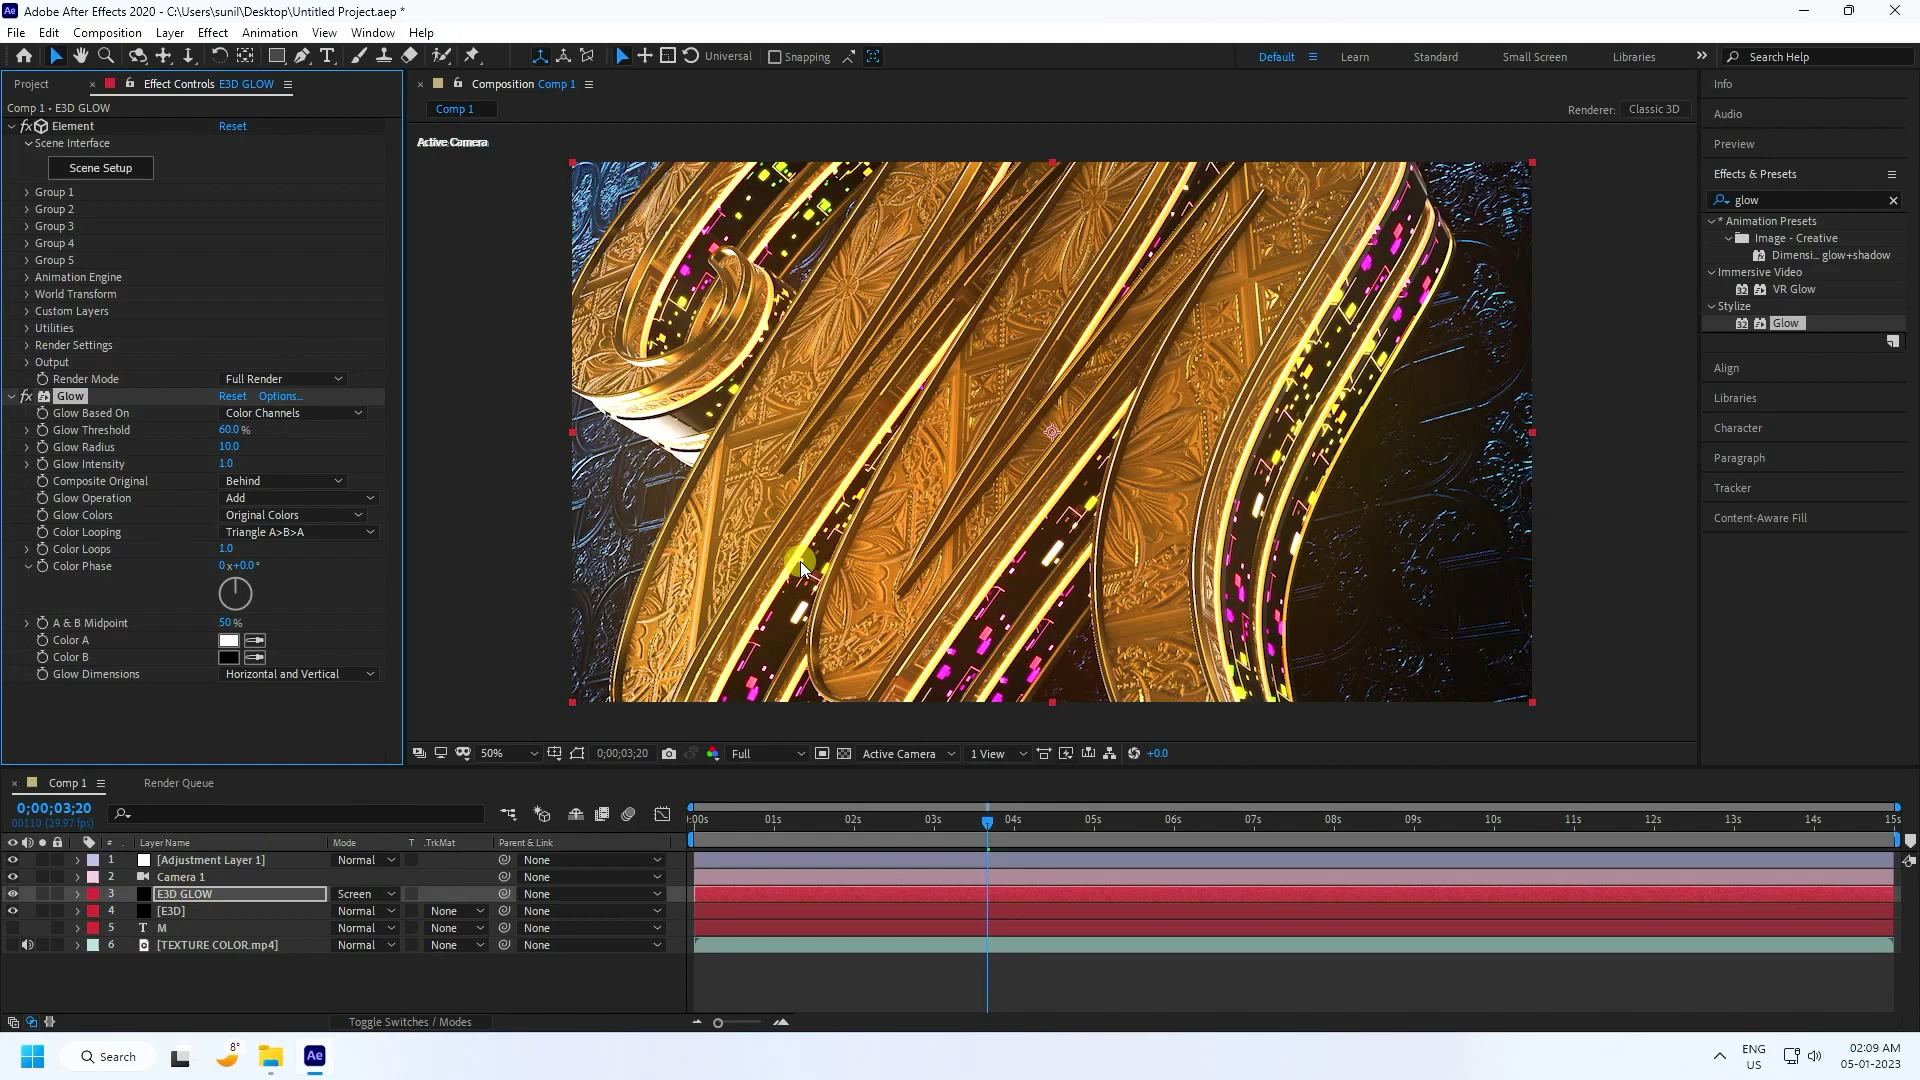 Adobe After Effects 2020 - C:\Users\sunil\Desktop\Untitled Project.aep *
File Edit Composition Layer Effect Animation View Window Help
Universal Snapping Default Learn Standard Small Screen Libraries Search Help
Project Effect Controls E3D GLOW
Composition Comp 1
Info
Comp 1 • E3D GLOW
Comp 1
Renderer: Classic 3D
Audio
Element Reset
Scene Interface
Active Camera
Preview
Scene Setup
Effects & Presets
Group 1
glow
Group 2
* Animation Presets
Group 3
Image - Creative
Group 4
Dimensi... glow+shadow
Group 5
Immersive Video
Animation Engine
VR Glow
World Transform
Stylize
Custom Layers
Glow
Utilities
Render Settings
Output
Align
Render Mode Full Render
Glow Reset Options...
Libraries
Glow Based On Color Channels
Glow Threshold 60.0 %
Character
Glow Radius 10.0
Glow Intensity 1.0
Paragraph
Composite Original Behind
Tracker
Glow Operation Add
Glow Colors Original Colors
Content-Aware Fill
Color Looping Triangle A>B>A
Color Loops 1.0
Color Phase 0 x+0.0 °
A & B Midpoint 50 %
Color A
Color B
Glow Dimensions Horizontal and Vertical
50% 0;00;03;20 Full Active Camera 1 View +0.0
Comp 1 Render Queue
0;00;03;20
00110 (29.97 fps)
:00s 01s 02s 03s 04s 05s 06s 07s 08s 09s 10s 11s 12s 13s 14s 15s
# Layer Name Mode T .TrkMat Parent & Link
1 [Adjustment Layer 1] Normal None
2 Camera 1 None
3 E3D GLOW Screen None
4 [E3D] Normal None None
5 T M Normal None None
6 [TEXTURE COLOR.mp4] Normal None None
Toggle Switches / Modes
Search 8° Ae
ENG
US
02:09 AM
05-01-2023